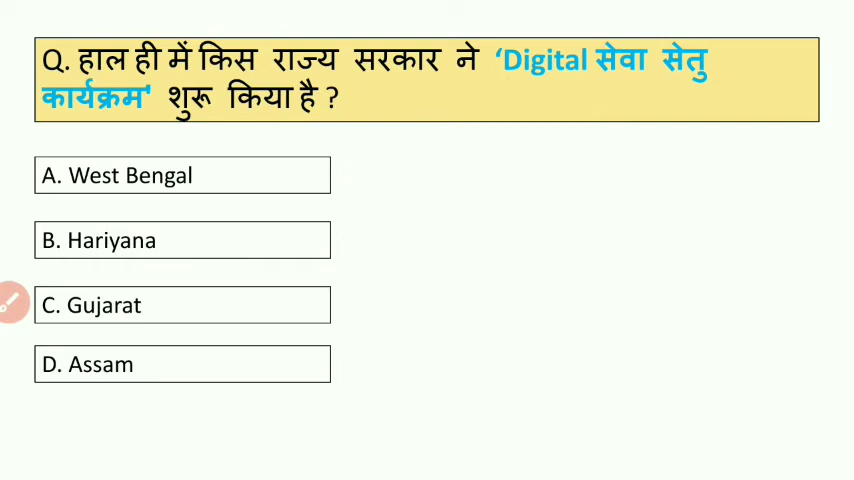 Q. हाल ही में किस राज्य सरकार ने ‘Digital सेवा सेतु
कार्यक्रम' शुरू किया है ?
A. West Bengal
B. Hariyana
C. Gujarat
D. Assam